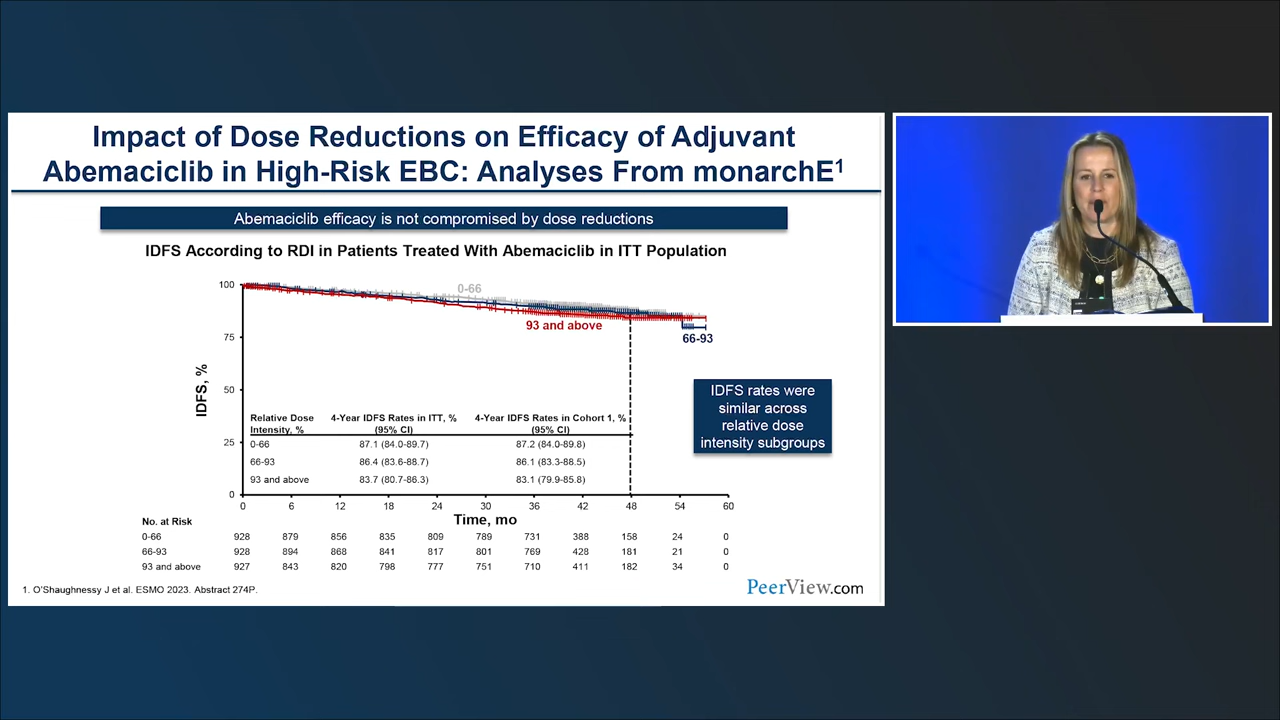 Impact of Dose Reductions on Efficacy of Adjuvant
Abemaciclib in High-Risk EBC: Analyses From monarchE1
Abemaciclib efficacy is not compromised by dose reductions
IDFS According to RDI in Patients Treated With Abemaciclib in ITT Population
IDFS, %
100
75
50
25
0
0-66
93 and above
66-93
IDFS rates were
similar across
relative dose
intensity subgroups
Relative Dose Intensity, % 4-Year IDFS Rates in ITT, % (95% CI) 4-Year IDFS Rates in Cohort 1, % (95% CI)
0-66 87.1 (84.0-89.7) 87.2 (84.0-89.8)
66-93 86.4 (83.6-88.7) 86.1 (83.3-88.5)
93 and above 83.7 (80.7-86.3) 83.1 (79.9-85.8)
0 6 12 18 24 30 36 42 48 54 60
Time, mo
No. at Risk
0-66 928 879 856 835 809 789 731 388 158 24 0
66-93 928 894 868 841 817 801 769 428 181 21 0
93 and above 927 843 820 798 777 751 710 411 182 34 0
1. O'Shaughnessy J et al. ESMO 2023. Abstract 274P.
PeerView.com